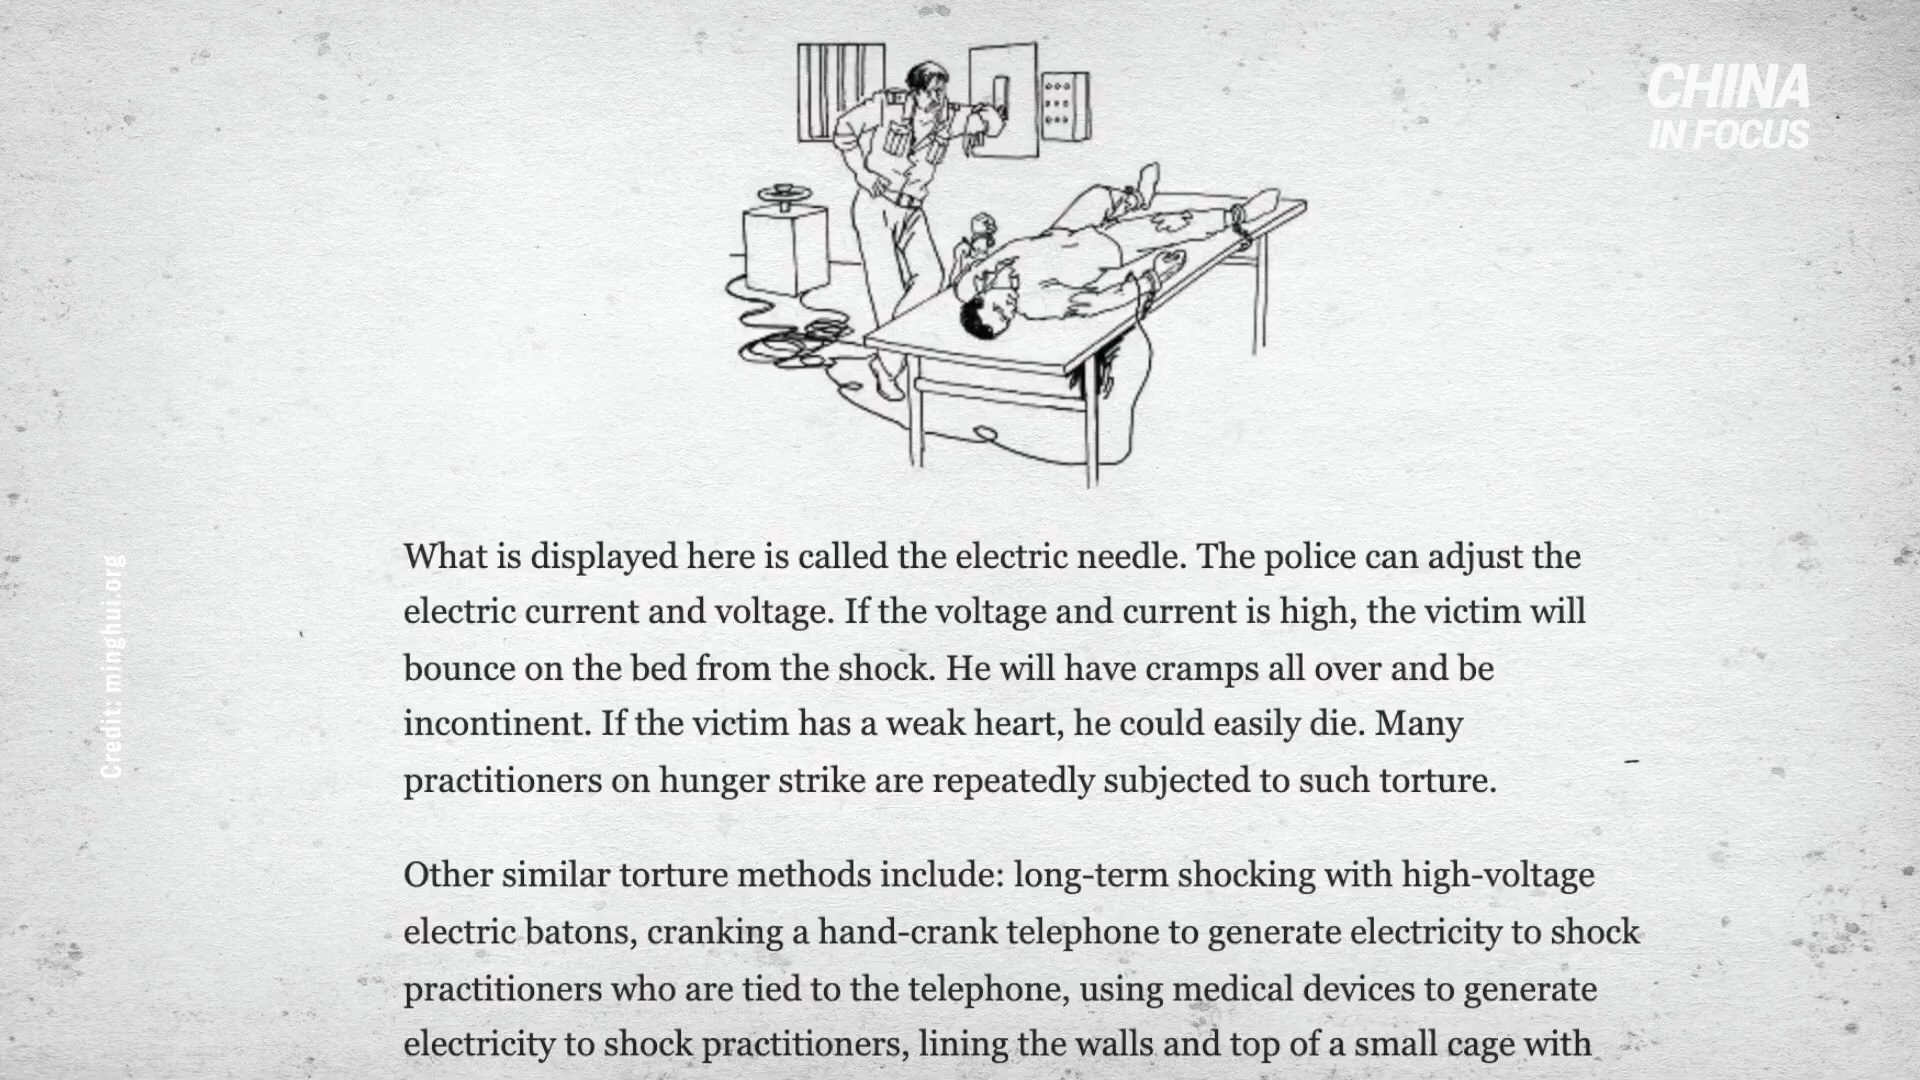 CHINA
IN FOCUS
Credit: minghui.org
What is displayed here is called the electric needle. The police can adjust the
electric current and voltage. If the voltage and current is high, the victim will
bounce on the bed from the shock. He will have cramps all over and be
incontinent. If the victim has a weak heart, he could easily die. Many
practitioners on hunger strike are repeatedly subjected to such torture.
Other similar torture methods include: long-term shocking with high-voltage
electric batons, cranking a hand-crank telephone to generate electricity to shock
practitioners who are tied to the telephone, using medical devices to generate
electricity to shock practitioners, lining the walls and top of a small cage with